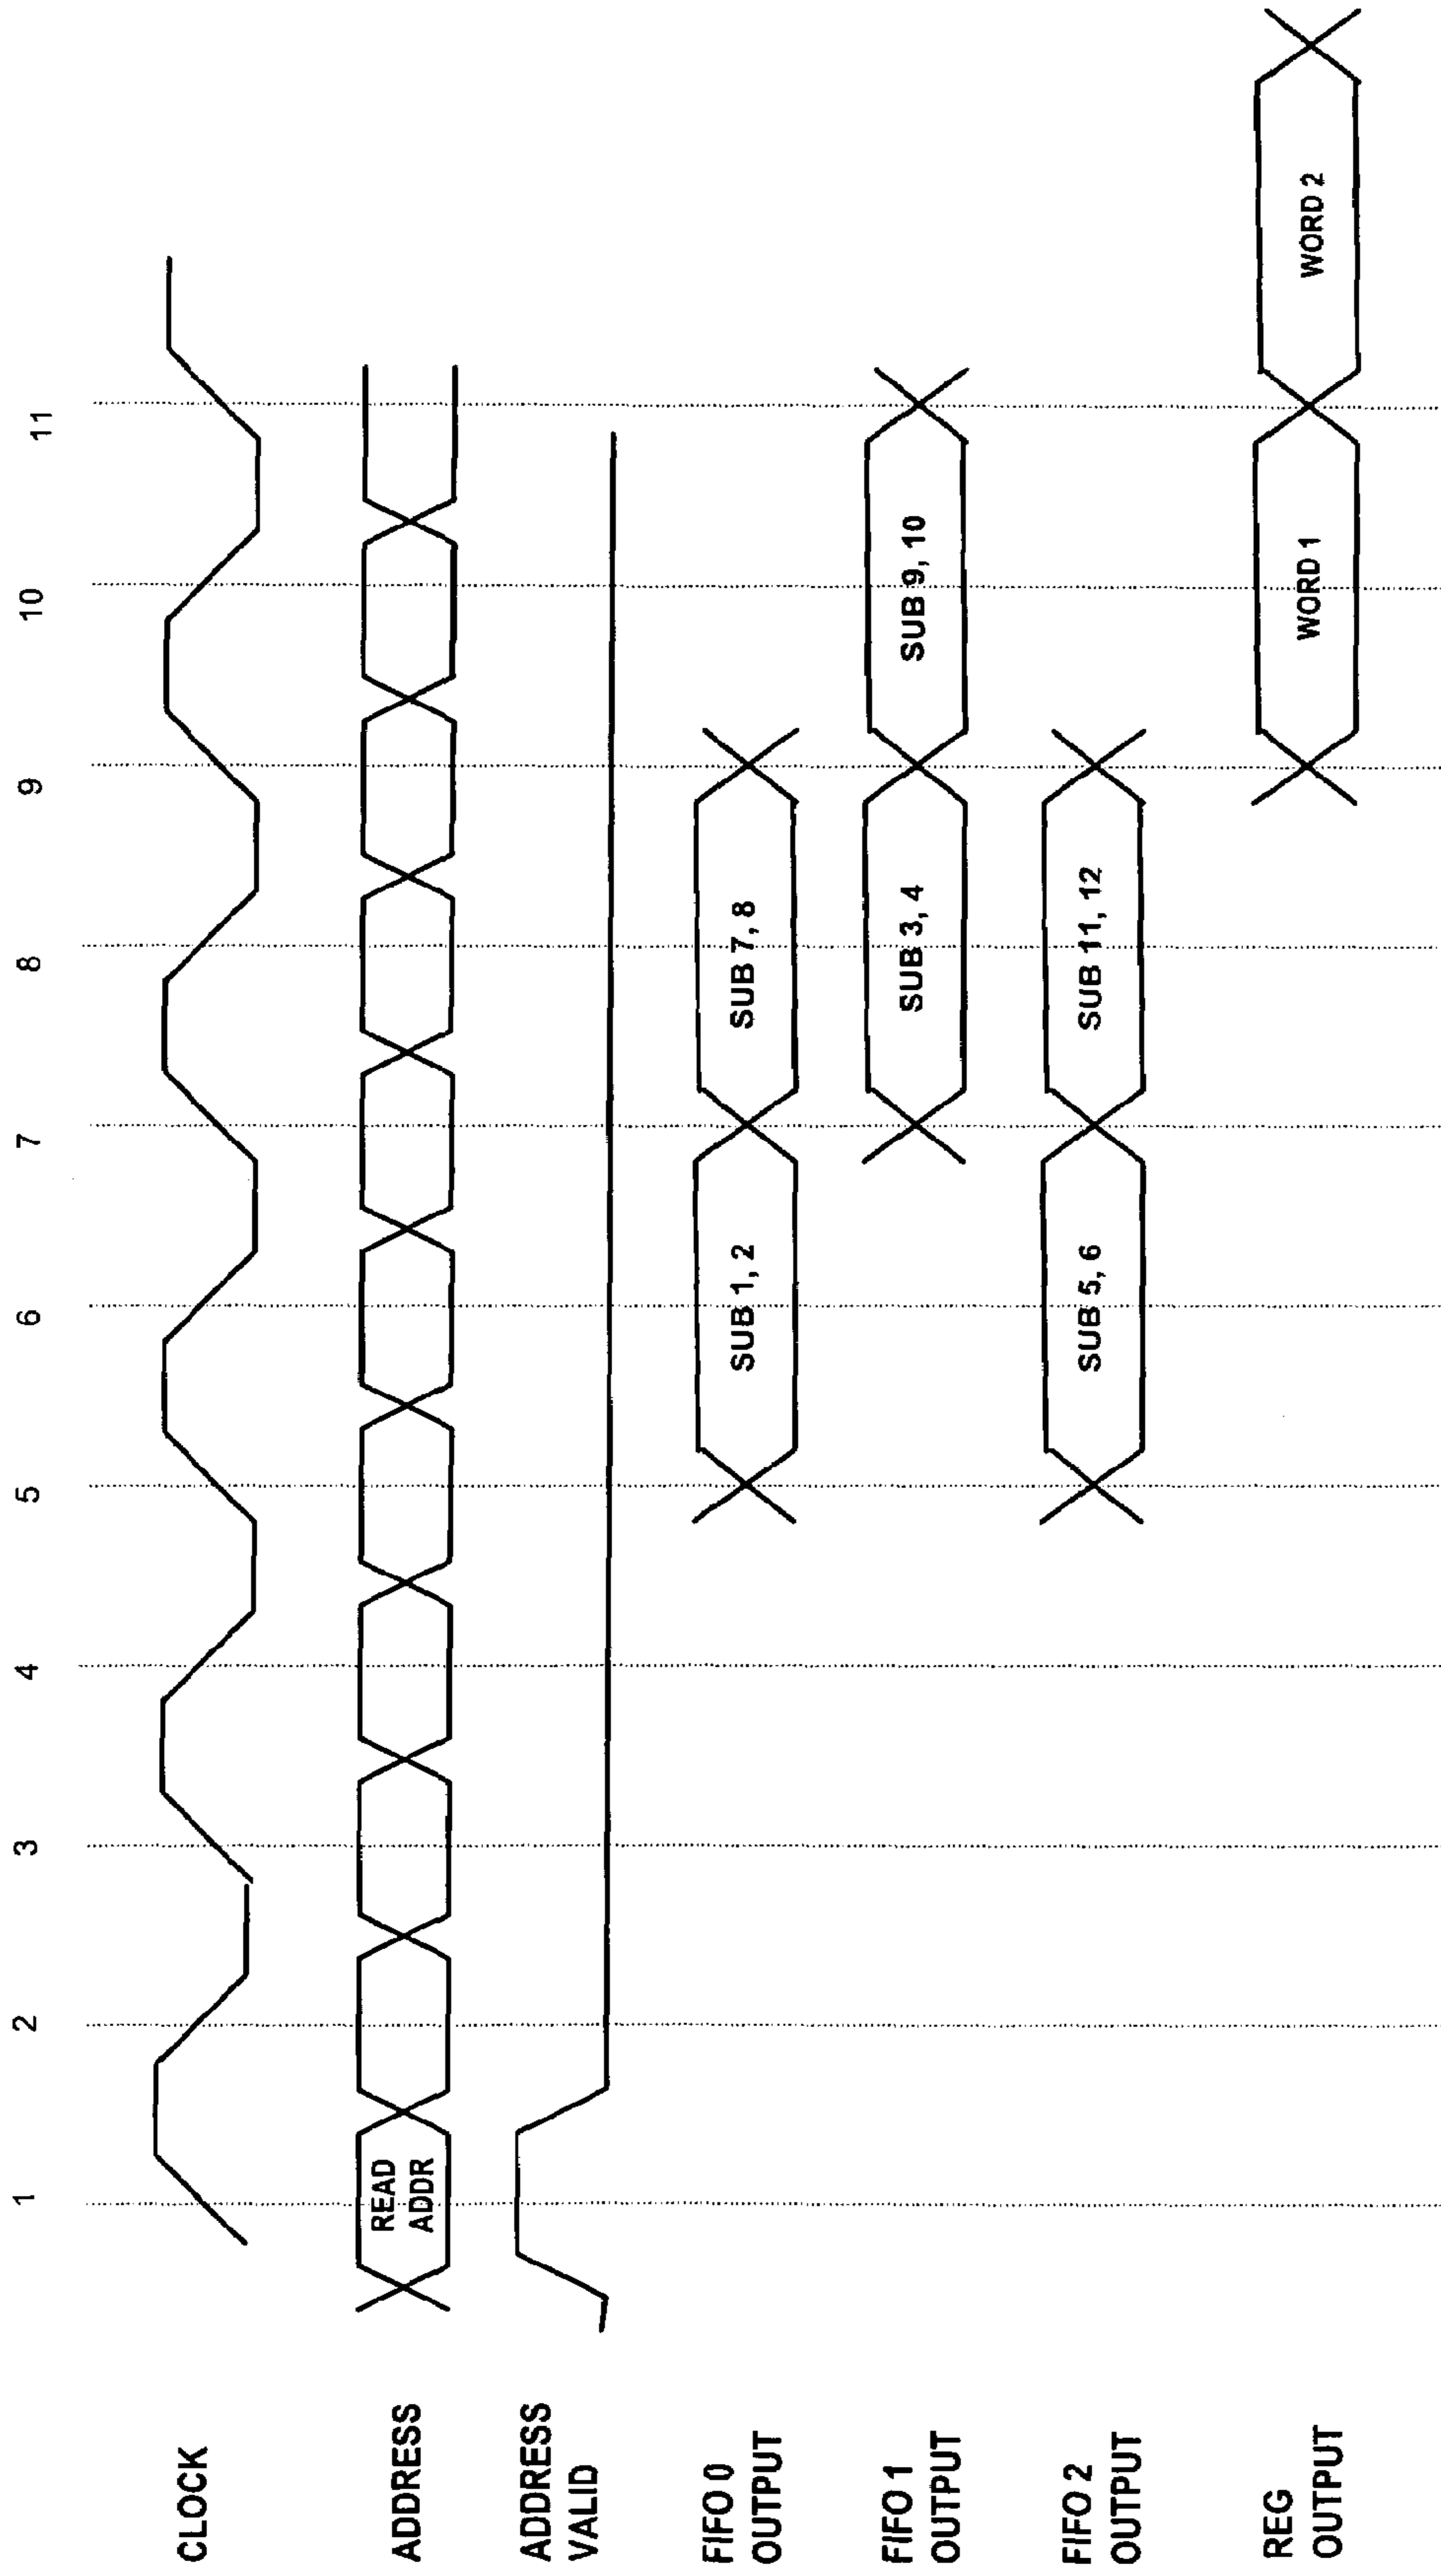 1 2 3 4 5 6 7 8 9 10 11
CLOCK
ADDRESS
READ
ADDR
ADDRESS
VALID
FIFO 0
OUTPUT
SUB 1, 2
SUB 7, 8
FIFO 1
OUTPUT
SUB 3, 4
SUB 9, 10
FIFO 2
OUTPUT
SUB 5, 6
SUB 11, 12
REG
OUTPUT
WORD 1
WORD 2